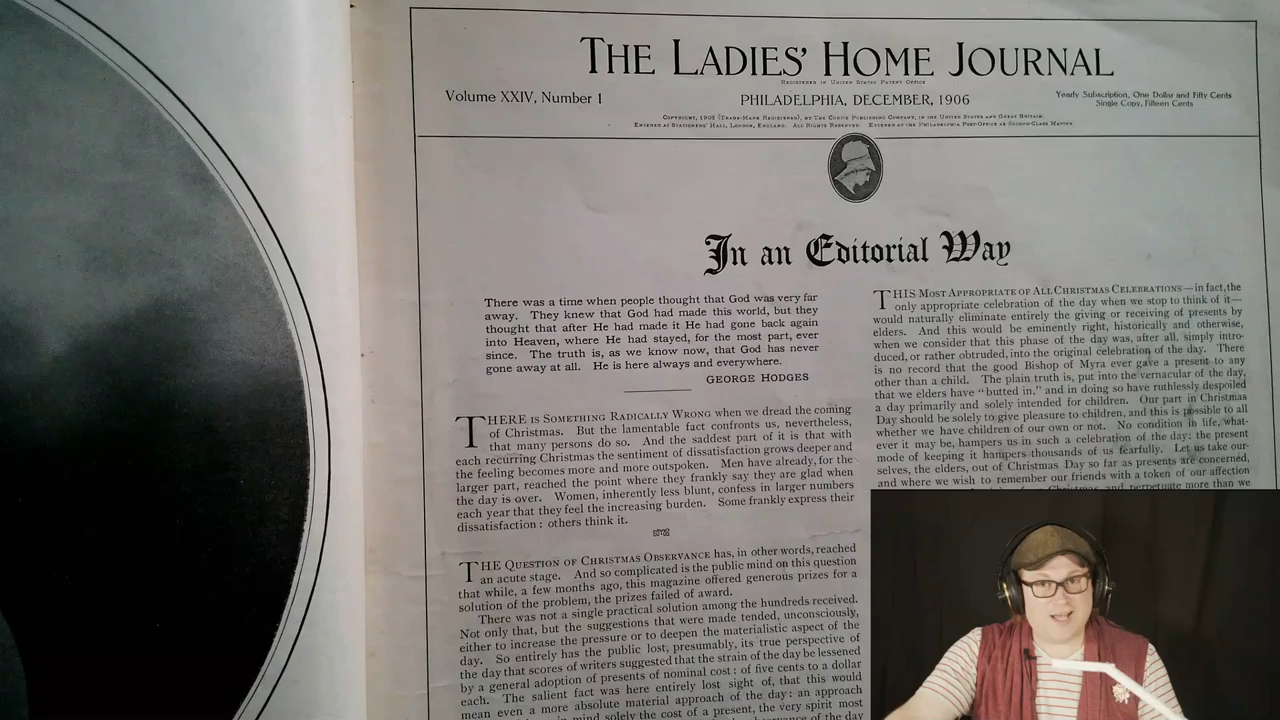 THE LADIES' HOME JOURNAL
REGISTERED IN UNITED STATES PATENT OFFICE
Volume XXIV, Number 1
PHILADELPHIA, DECEMBER, 1906
Yearly Subscription, One Dollar and Fifty Cents
Single Copy, Fifteen Cents
COPYRIGHT, 1906 (TRADE-MARK REGISTERED), BY THE CURTIS PUBLISHING COMPANY, IN THE UNITED STATES AND GREAT BRITAIN.
ENTERED AT STATIONERS' HALL, LONDON, ENGLAND. ALL RIGHTS RESERVED. ENTERED AT THE PHILADELPHIA POST-OFFICE AS SECOND-CLASS MATTER.
In an Editorial Way
There was a time when people thought that God was very far
away. They knew that God had made this world, but they
thought that after He had made it He had gone back again
into Heaven, where He had stayed, for the most part, ever
since. The truth is, as we know now, that God has never
gone away at all. He is here always and everywhere.
GEORGE HODGES
THERE IS SOMETHING RADICALLY WRONG when we dread the coming
of Christmas. But the lamentable fact confronts us, nevertheless,
that many persons do so. And the saddest part of it is that with
each recurring Christmas the sentiment of dissatisfaction grows deeper and
the feeling becomes more and more outspoken. Men have already, for the
larger part, reached the point where they frankly say they are glad when
the day is over. Women, inherently less blunt, confess in larger numbers
each year that they feel the increasing burden. Some frankly express their
dissatisfaction: others think it.
THE QUESTION OF CHRISTMAS OBSERVANCE has, in other words, reached
an acute stage. And so complicated is the public mind on this question
that while, a few months ago, this magazine offered generous prizes for a
solution of the problem, the prizes failed of award.
There was not a single practical solution among the hundreds received.
Not only that, but the suggestions that were made tended, unconsciously,
either to increase the pressure or to deepen the materialistic aspect of the
day. So entirely has the public lost, presumably, its true perspective of
the day that scores of writers suggested that the strain of the day be lessened
by a general adoption of presents of nominal cost: of five cents to a dollar
each. The salient fact was here entirely lost sight of, that this would
mean even a more absolute material approach of the day: an approach
in mind solely the cost of a present, the very spirit most
observance of the day
THIS MOST APPROPRIATE OF ALL CHRISTMAS CELEBRATIONS—in fact, the
only appropriate celebration of the day when we stop to think of it—
would naturally eliminate entirely the giving or receiving of presents by
elders. And this would be eminently right, historically and otherwise,
when we consider that this phase of the day was, after all, simply intro-
duced, or rather obtruded, into the original celebration of the day. There
is no record that the good Bishop of Myra ever gave a present to any
other than a child. The plain truth is, put into the vernacular of the day,
that we elders have "butted in," and in doing so have ruthlessly despoiled
a day primarily and solely intended for children. Our part in Christmas
Day should be solely to give pleasure to children, and this is possible to all
whether we have children of our own or not. No condition in life, what-
ever it may be, hampers us in such a celebration of the day: the present
mode of keeping it hampers thousands of us fearfully. Let us take our-
selves, the elders, out of Christmas Day so far as presents are concerned,
and where we wish to remember our friends with a token of our affection
Christmas, and perpetuate more than we